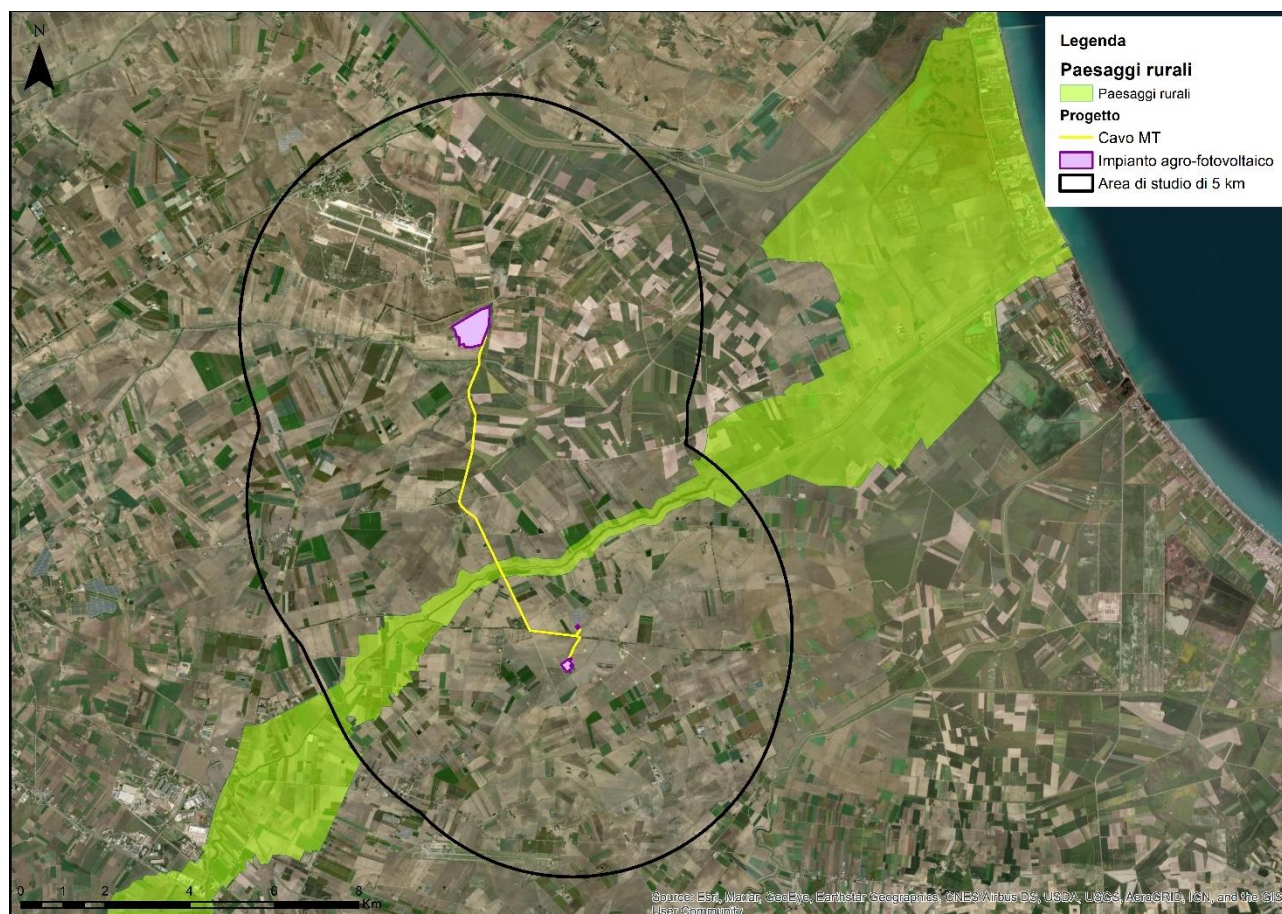 N
Legenda
Paesaggi rurali
Paesaggi rurali
Progetto
Cavo MT
Impianto agro-fotovoltaico
Area di studio di 5 km
0 1 2 4 6 8
Km
Source: Esri, Maxar, GeoEye, Earthstar Geographics, CNES/Airbus DS, USDA, USGS, AeroGRID, IGN, and the GIS
User Community